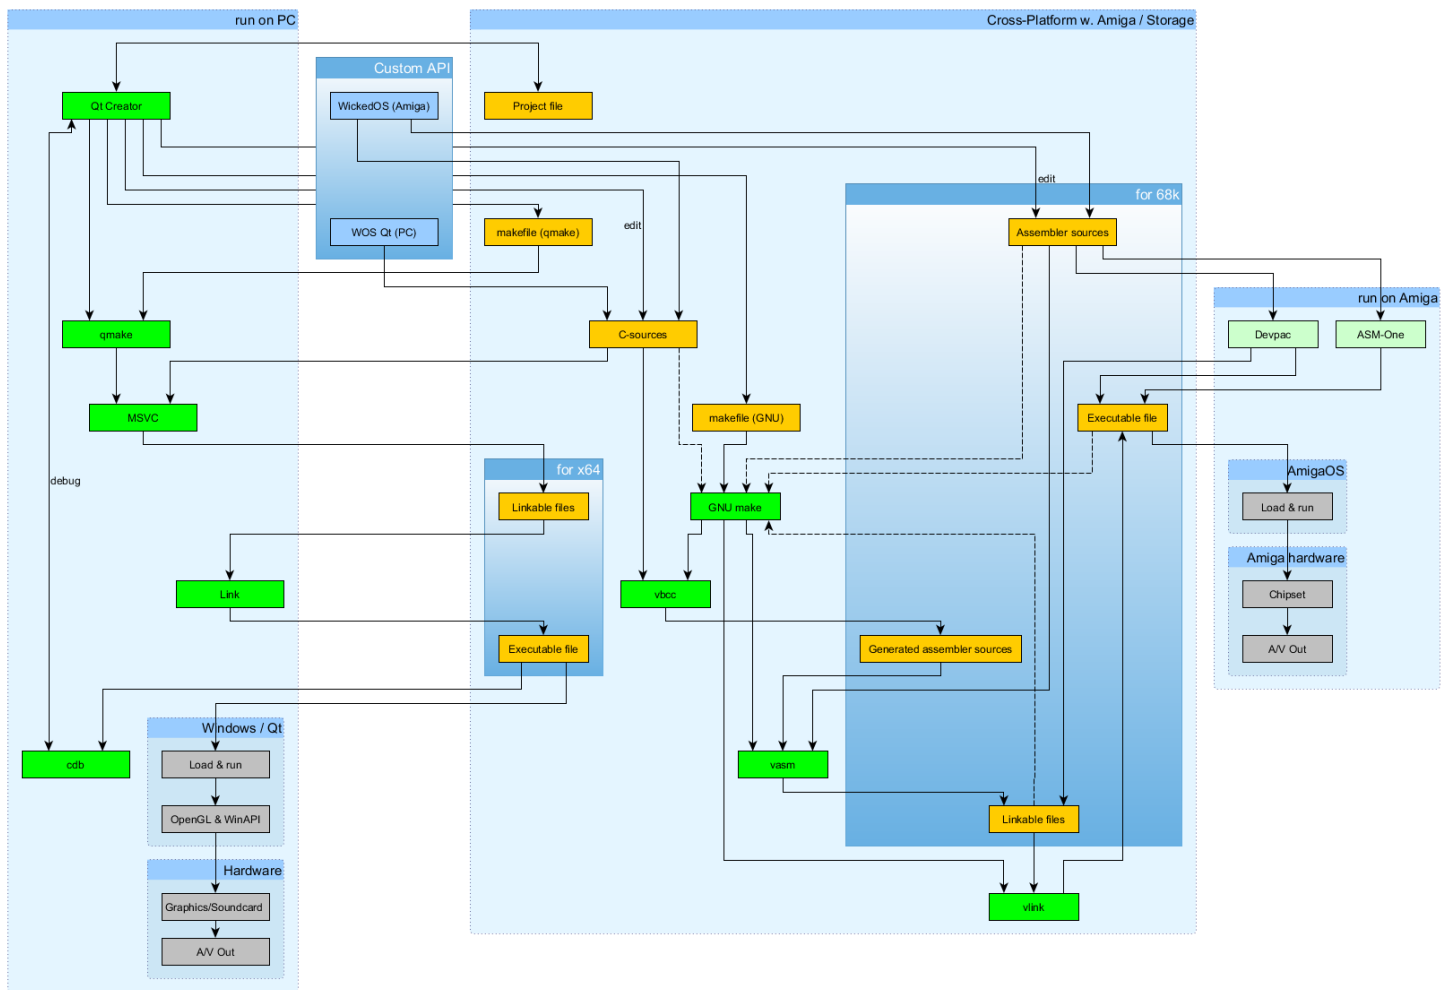 run on PC
Cross-Platform w. Amiga / Storage
Custom API
Qt Creator
WickedOS (Amiga)
Project file
edit
for 68k
edit
WOS Qt (PC)
makefile (qmake)
Assembler sources
run on Amiga
qmake
C-sources
Devpac
ASM-One
MSVC
makefile (GNU)
Executable file
for x64
AmigaOS
debug
Linkable files
GNU make
Load & run
Amiga hardware
Link
vbcc
Chipset
Executable file
Generated assembler sources
A/V Out
Windows / Qt
cdb
Load & run
vasm
OpenGL & WinAPI
Linkable files
Hardware
Graphics/Soundcard
vlink
A/V Out